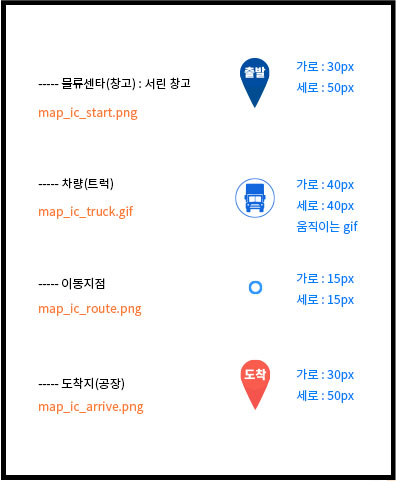 ----- 물류센타(창고) : 서린 창고
map_ic_start.png
출발
가로 : 30px
세로 : 50px
----- 차량(트럭)
map_ic_truck.gif
가로 : 40px
세로 : 40px
움직이는 gif
----- 이동지점
map_ic_route.png
가로 : 15px
세로 : 15px
----- 도착지(공장)
map_ic_arrive.png
도착
가로 : 30px
세로 : 50px